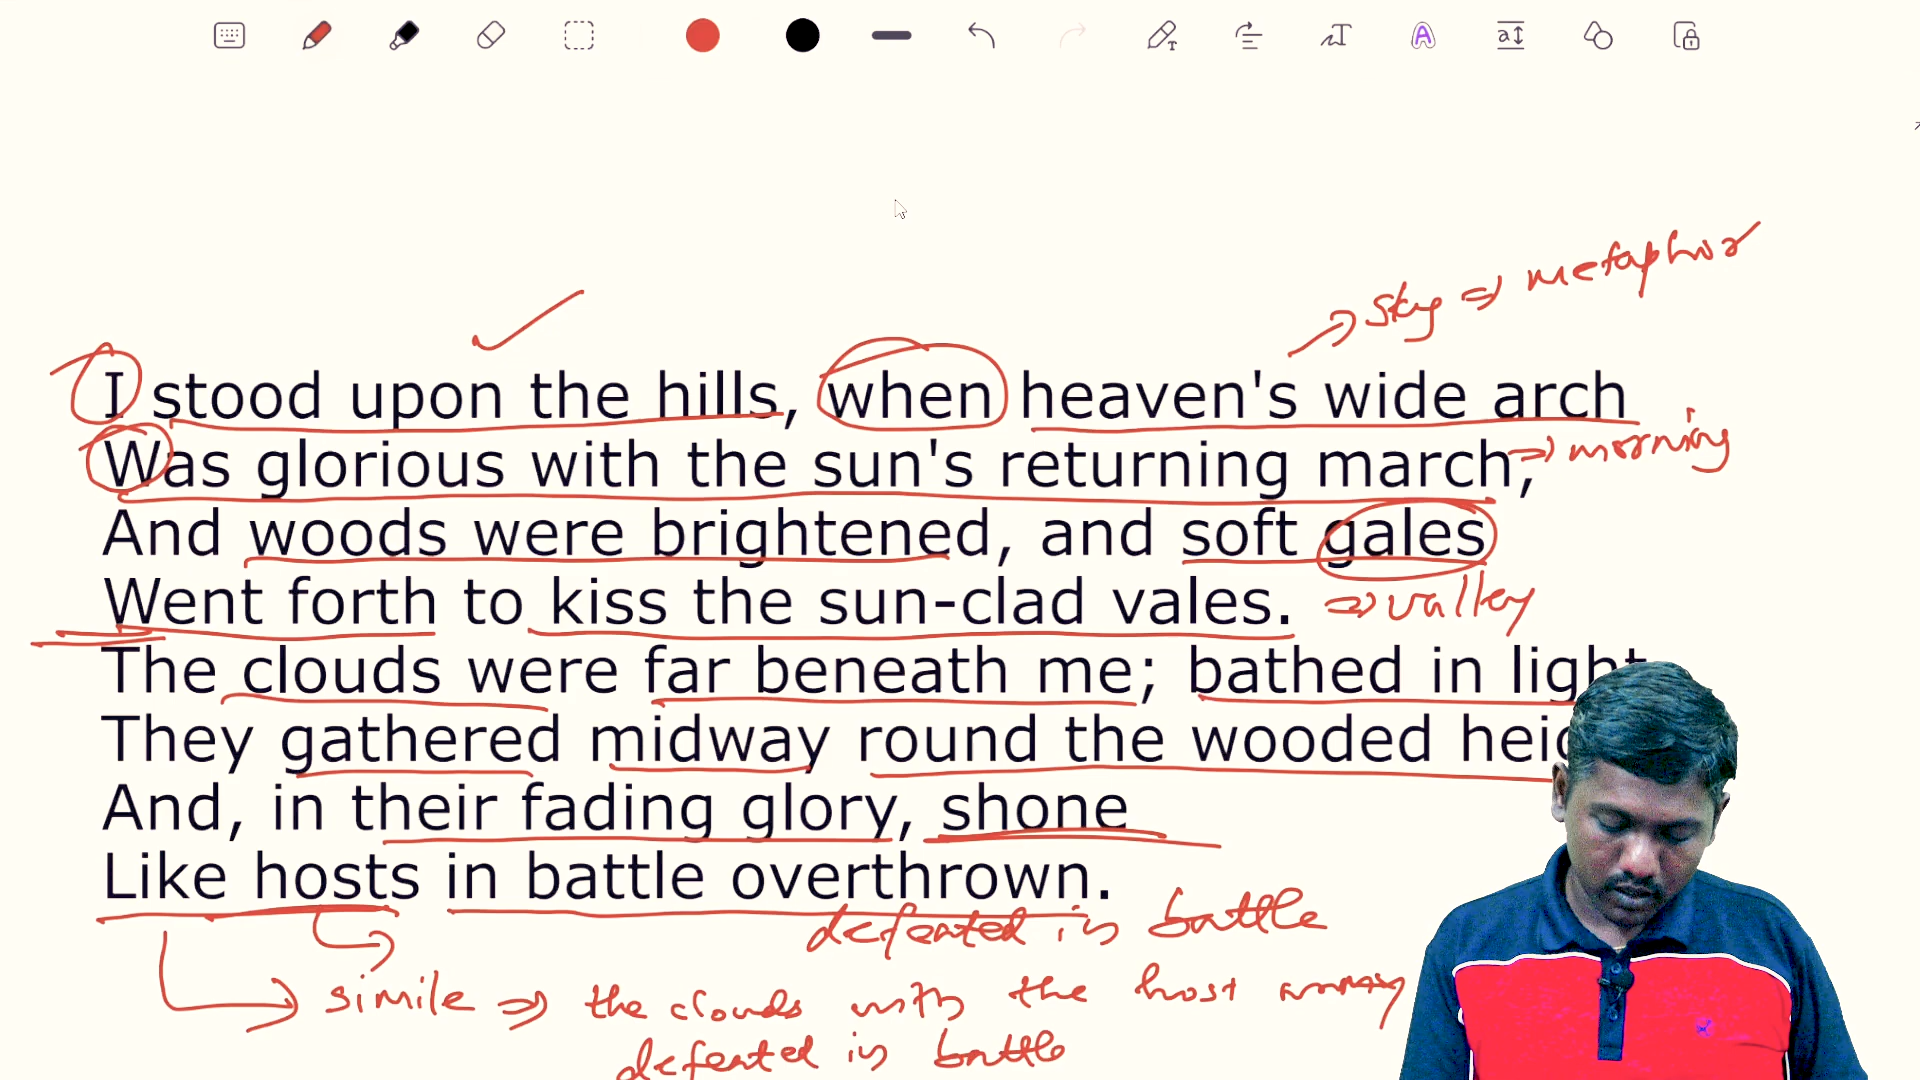 sky ⇒ metaphor
I stood upon the hills, when heaven's wide arch
Was glorious with the sun's returning march,
⇒ morning
And woods were brightened, and soft gales
Went forth to kiss the sun-clad vales.
⇒ valley
The clouds were far beneath me; bathed in light
They gathered midway round the wooded
And, in their fading glory, shone
Like hosts in battle overthrown.
defeated in battle
simile ⇒ the clouds with the host army
defeated in battle